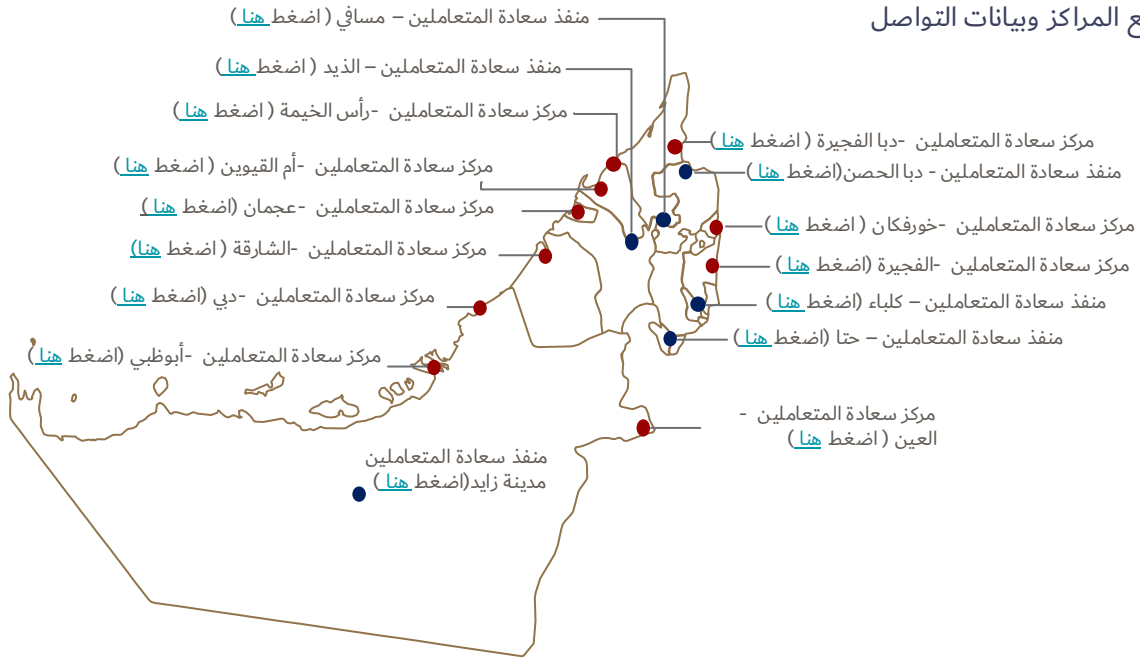 المراكز وبيانات التواصل
منفذ سعادة المتعاملين – مسافي ( اضغط هنا )
منفذ سعادة المتعاملين – الذيد ( اضغط هنا )
مركز سعادة المتعاملين -رأس الخيمة ( اضغط هنا )
مركز سعادة المتعاملين -دبا الفجيرة ( اضغط هنا )
مركز سعادة المتعاملين -أم القيوين ( اضغط هنا )
منفذ سعادة المتعاملين - دبا الحصن(اضغط هنا )
مركز سعادة المتعاملين -عجمان (اضغط هنا )
مركز سعادة المتعاملين -خورفكان ( اضغط هنا )
مركز سعادة المتعاملين -الشارقة ( اضغط هنا)
مركز سعادة المتعاملين -الفجيرة (اضغط هنا )
مركز سعادة المتعاملين -دبي (اضغط هنا )
منفذ سعادة المتعاملين – كلباء (اضغط هنا )
منفذ سعادة المتعاملين – حتا (اضغط هنا )
مركز سعادة المتعاملين -أبوظبي (اضغط هنا )
مركز سعادة المتعاملين -
العين ( اضغط هنا )
منفذ سعادة المتعاملين
مدينة زايد(اضغط هنا )